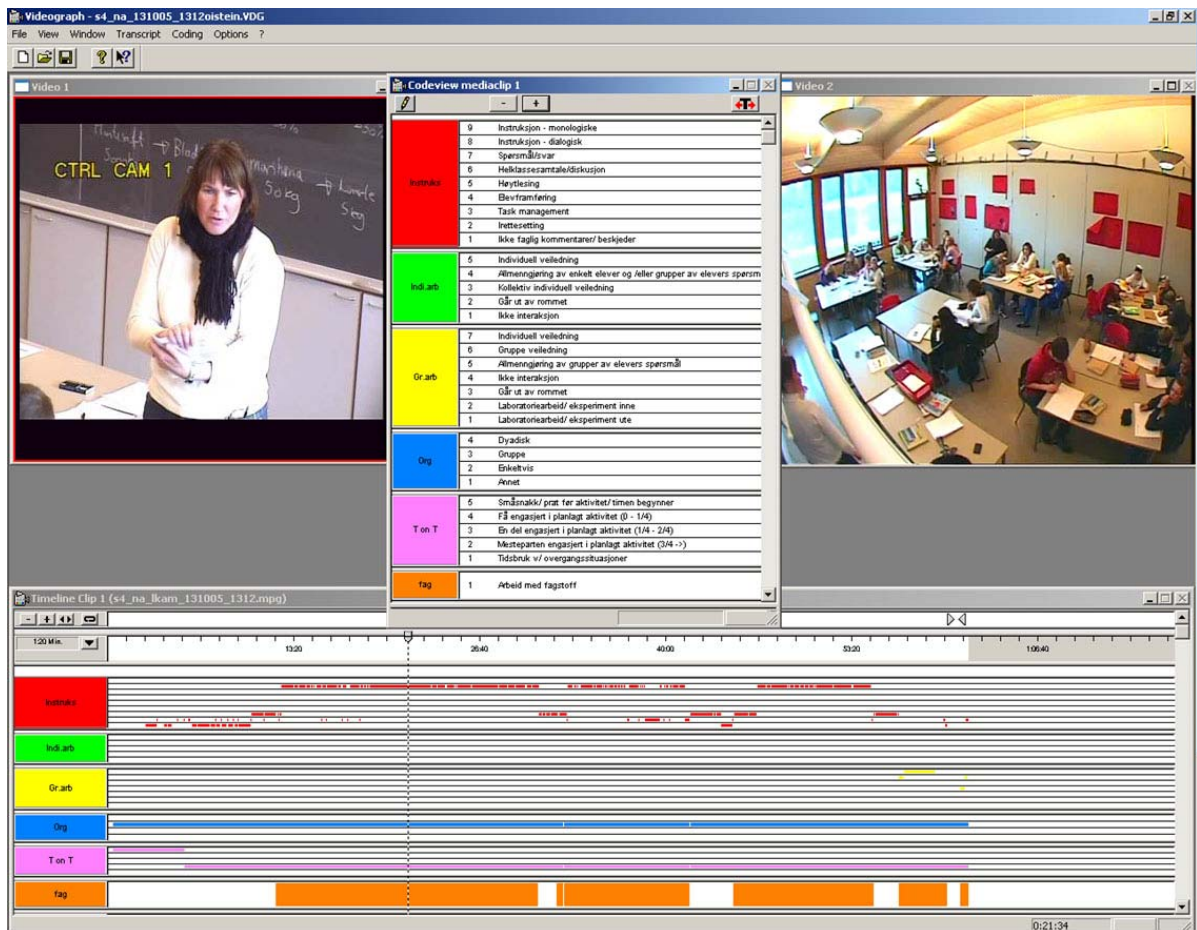 Videograph - s4_na_131005_1312oistein.VDG
File View Window Transcript Coding Options ?
Video 1
CTRL CAM 1
50kg
5kg
Codeview mediaclip 1
- +
T
Instruks
9 Instruksjon - monologiske
8 Instruksjon - dialogisk
7 Spørsmål/svar
6 Helklassesamtale/diskusjon
5 Høytlesing
4 Elevframføring
3 Task management
2 Irettesetting
1 Ikke faglig kommentarer/ beskjeder
Indi.arb
5 Individuell veiledning
4 Allmenngjøring av enkelt elever og /eller grupper av elevers spørsm
3 Kollektiv individuell veiledning
2 Går ut av rommet
1 Ikke interaksjon
Gr.arb
7 Individuell veiledning
6 Gruppe veiledning
5 Allmenngjøring av grupper av elevers spørsmål
4 Ikke interaksjon
3 Går ut av rommet
2 Laboratoriearbeid/ eksperiment inne
1 Laboratoriearbeid/ eksperiment ute
Org
4 Dyadisk
3 Gruppe
2 Enkeltvis
1 Annet
T on T
5 Småsnakk/ prat før aktivitet/ timen begynner
4 Få engasjert i planlagt aktivitet (0 - 1/4)
3 En del engasjert i planlagt aktivitet (1/4 - 2/4)
2 Mesteparten engasjert i planlagt aktivitet (3/4 ->)
1 Tidsbruk v/ overgangssituasjoner
fag
1 Arbeid med fagstoff
Video 2
Timeline Clip 1 (s4_na_lkam_131005_1312.mpg)
1:20 Min.
13:20 26:40 40:00 53:20 1:06:40
Instruks
Indi.arb
Gr.arb
Org
T on T
fag
0:21:34